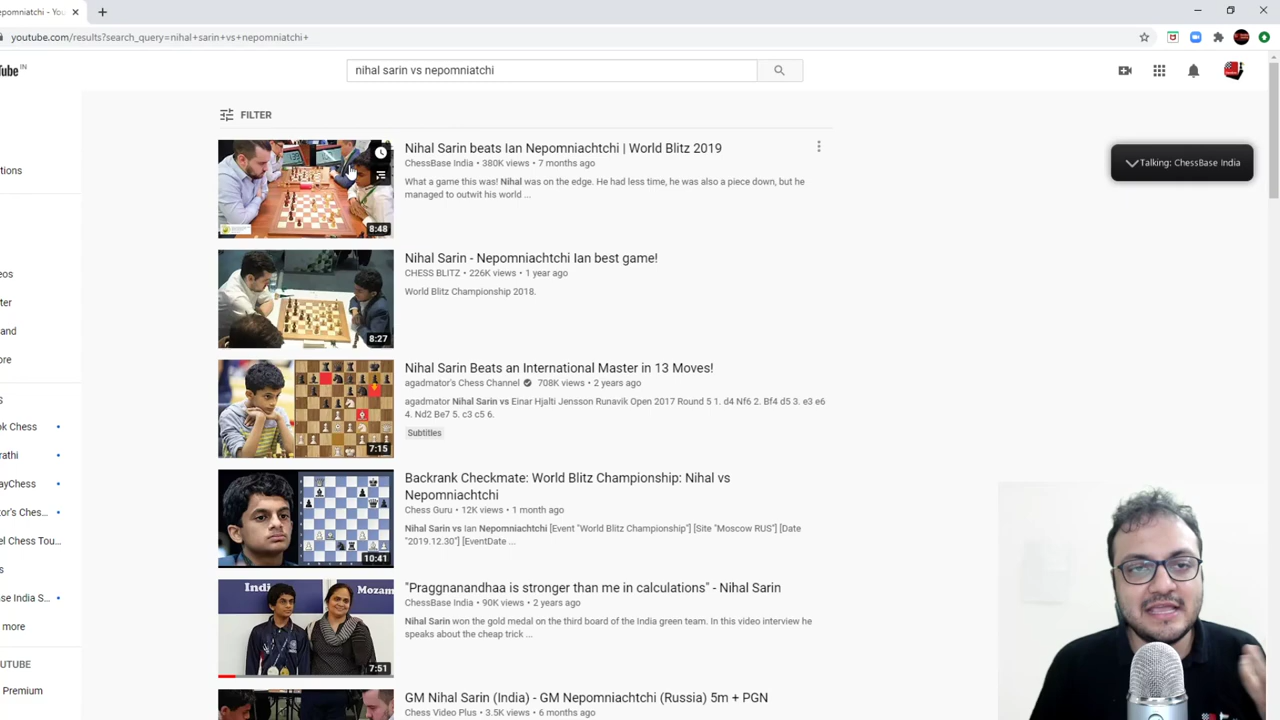 epomniatchi -
youtube.com/results?search_query=nihal+sarin+vs+nepomniatchi+
Tube IN
nihal sarin vs nepomniatchi
FILTER
Nihal Sarin beats Ian Nepomniachtchi | World Blitz 2019
ChessBase India • 380K views • 7 months ago
What a game this was! Nihal was on the edge. He had less time, he was also a piece down, but he
managed to outwit his world ...
8:48
Talking: ChessBase India
Nihal Sarin - Nepomniachtchi Ian best game!
CHESS BLITZ • 226K views • 1 year ago
World Blitz Championship 2018.
8:27
Nihal Sarin Beats an International Master in 13 Moves!
agadmator's Chess Channel 708K views • 2 years ago
agadmator Nihal Sarin vs Einar Hjalti Jensson Runavik Open 2017 Round 5 1. d4 Nf6 2. Bf4 d5 3. e3 e6
4. Nd2 Be7 5. c3 c5 6.
Subtitles
7:15
Backrank Checkmate: World Blitz Championship: Nihal vs
Nepomniachtchi
Chess Guru • 12K views • 1 month ago
Nihal Sarin vs Ian Nepomniachtchi [Event "World Blitz Championship"] [Site "Moscow RUS"] [Date
"2019.12.30"] [EventDate ...
10:41
"Praggnanandhaa is stronger than me in calculations" - Nihal Sarin
ChessBase India • 90K views • 2 years ago
Nihal Sarin won the gold medal on the third board of the India green team. In this video interview he
speaks about the cheap trick ...
Indi
Mozam
7:51
GM Nihal Sarin (India) - GM Nepomniachtchi (Russia) 5m + PGN
Chess Video Plus • 3.5K views • 6 months ago
tions
eos
ter
and
ore
s
ok Chess
rathi
layChess
or's Ches...
el Chess Tou...
s
se India S...
more
UTUBE
Premium